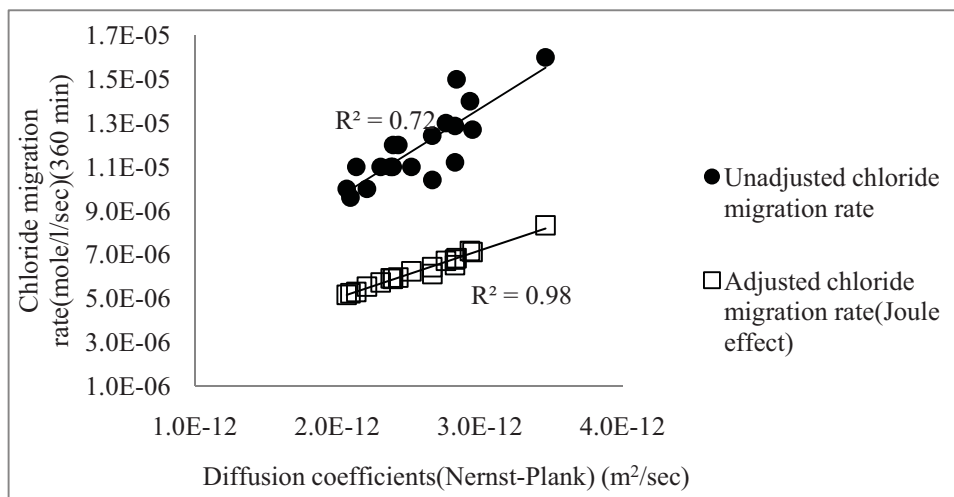 1.7E-05
1.5E-05
1.3E-05
1.1E-05
9.0E-06
7.0E-06
5.0E-06
3.0E-06
1.0E-06
Chloride migration
rate(mole/l/sec)(360 min)
R² = 0.72
R² = 0.98
1.0E-12 2.0E-12 3.0E-12 4.0E-12
Diffusion coefficients(Nernst-Plank) (m²/sec)
Unadjusted chloride
migration rate
Adjusted chloride
migration rate(Joule
effect)